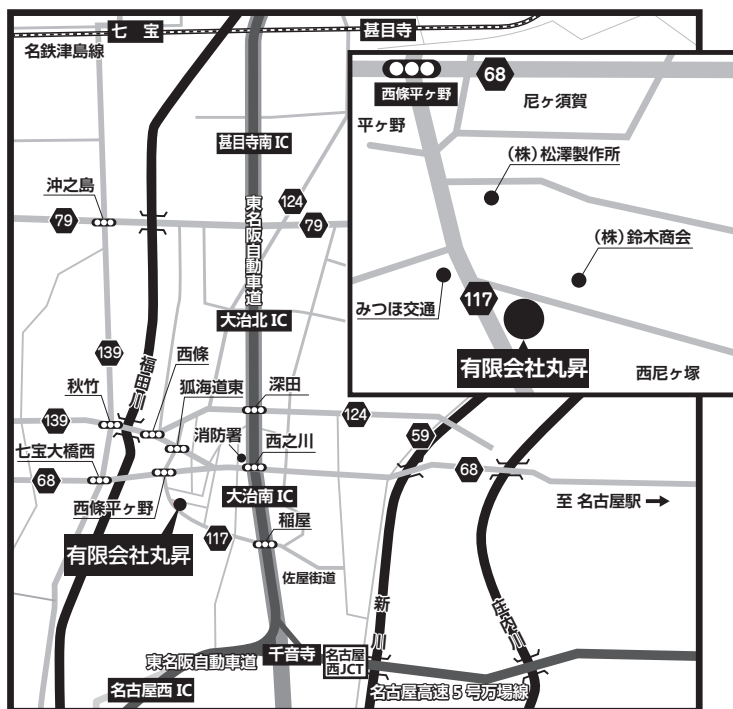 七宝
甚目寺
名鉄津島線
西條平ヶ野
68
尼ヶ須賀
平ヶ野
(株)松澤製作所
(株)鈴木商会
みつほ交通
117
有限会社丸昇
西尼ヶ塚
甚目寺南 IC
沖之島
79
124
79
東名阪自動車道
大治北 IC
139
福田川
西條
狐海道東
深田
秋竹
139
124
消防署
西之川
59
七宝大橋西
68
68
大治南 IC
西條平ヶ野
至 名古屋駅 →
117
稲屋
有限会社丸昇
佐屋街道
新川
庄内川
東名阪自動車道
千音寺
名古屋
西JCT
名古屋西 IC
名古屋高速5号万場線